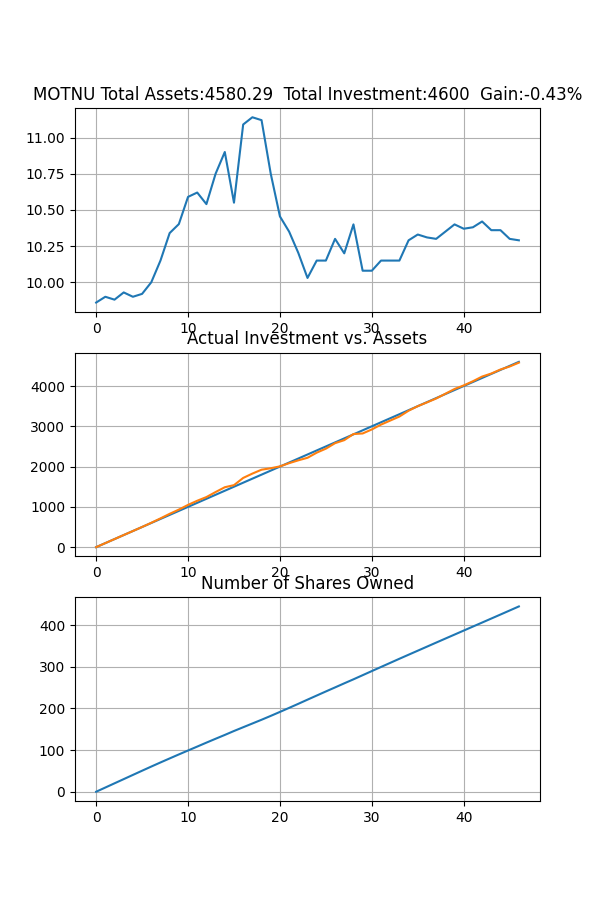 MOTNU Total Assets:4580.29  Total Investment:4600  Gain:-0.43%
11.00
10.75
10.50
10.25
10.00
0 10 20 30 40
Actual Investment vs. Assets
4000
3000
2000
1000
0
0 10 20 30 40
Number of Shares Owned
400
300
200
100
0
0 10 20 30 40